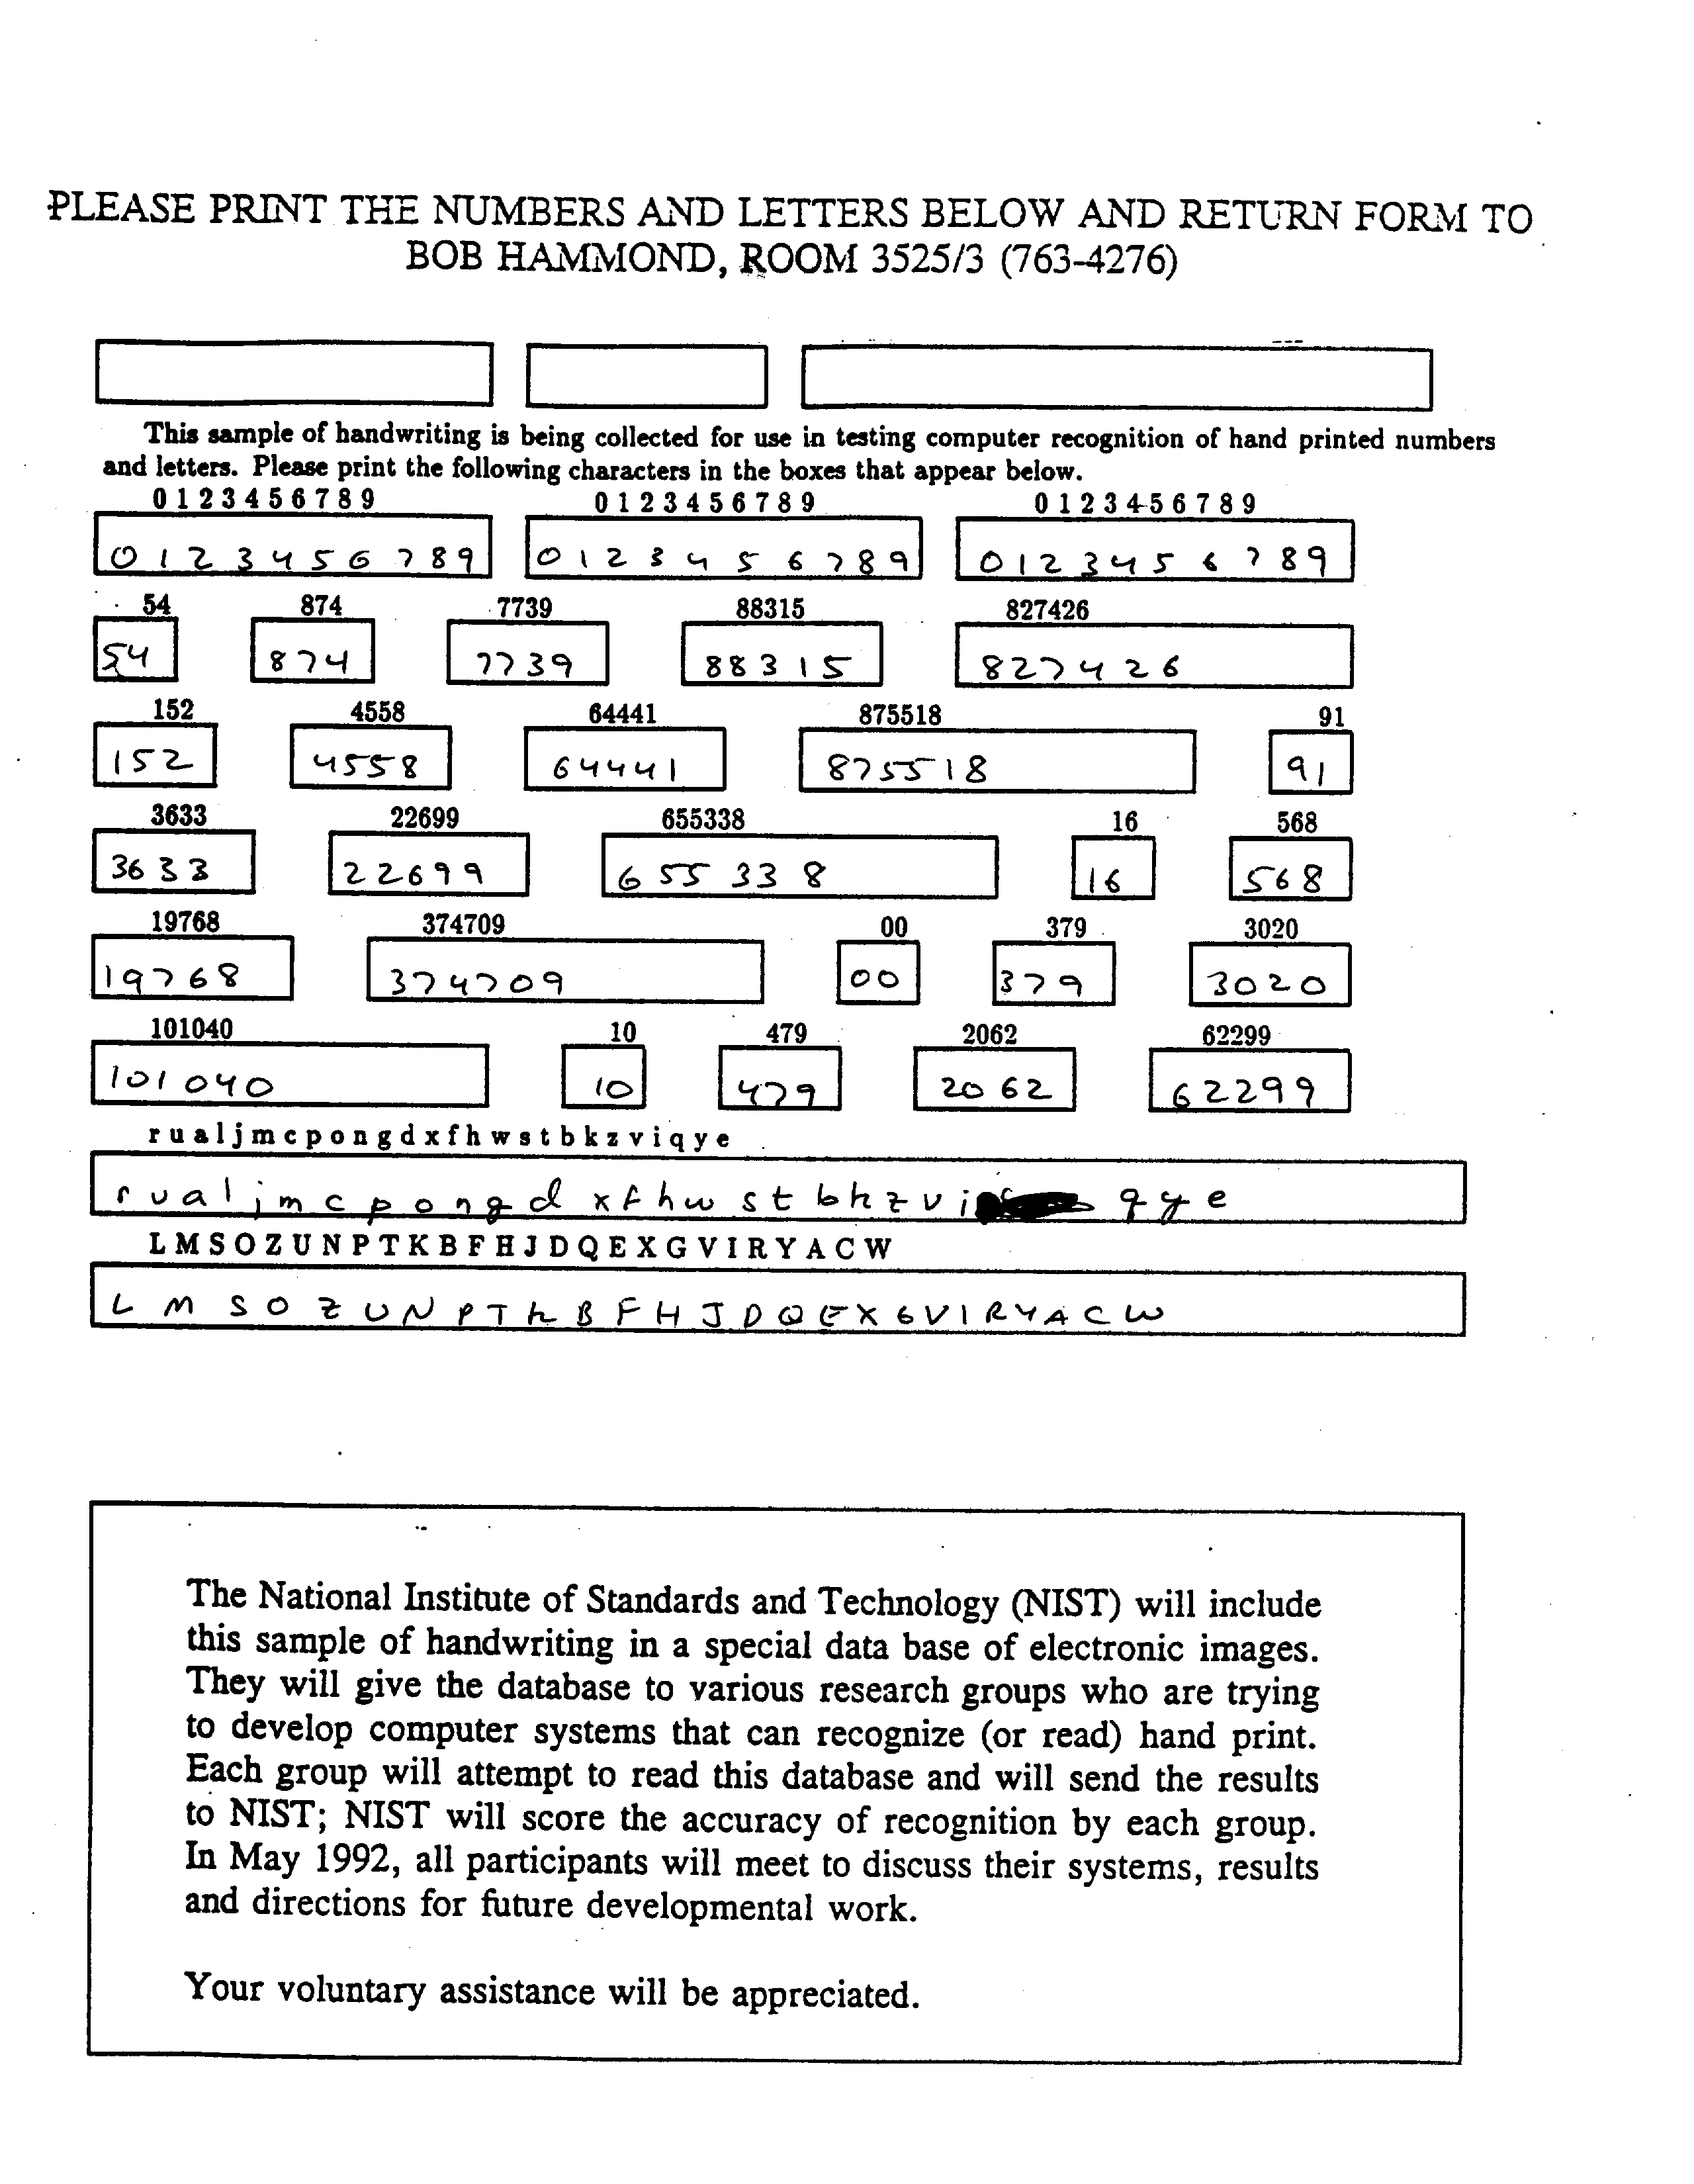 PLEASE PRINT THE NUMBERS AND LETTERS BELOW AND RETURN FORM TO
BOB HAMMOND, ROOM 3525/3 (763-4276)
This sample of handwriting is being collected for use in testing computer recognition of hand printed numbers
and letters. Please print the following characters in the boxes that appear below.
0 1 2 3 4 5 6 7 8 9 0 1 2 3 4 5 6 7 8 9 0 1 2 3 4 5 6 7 8 9
0 1 2 3 4 5 6 7 8 9 0 1 2 3 4 5 6 7 8 9 0 1 2 3 4 5 6 7 8 9
54 874 7739 88315 827426
54 874 7739 88315 827426
152 4558 64441 875518 91
152 4558 64441 875518 91
3633 22699 655338 16 568
3633 22699 655338 16 568
19768 374709 00 379 3020
19768 374709 00 379 3020
101040 10 479 2062 62299
101040 10 479 2062 62299
r u a l j m c p o n g d x f h w s t b k z v i q y e
r u a l j m c p o n g d x f h w s t b k z v i q y e
L M S O Z U N P T K B F H J D Q E X G V I R Y A C W
L M S O Z U N P T K B F H J D Q E X G V I R Y A C W
The National Institute of Standards and Technology (NIST) will include
this sample of handwriting in a special data base of electronic images.
They will give the database to various research groups who are trying
to develop computer systems that can recognize (or read) hand print.
Each group will attempt to read this database and will send the results
to NIST; NIST will score the accuracy of recognition by each group.
In May 1992, all participants will meet to discuss their systems, results
and directions for future developmental work.
Your voluntary assistance will be appreciated.